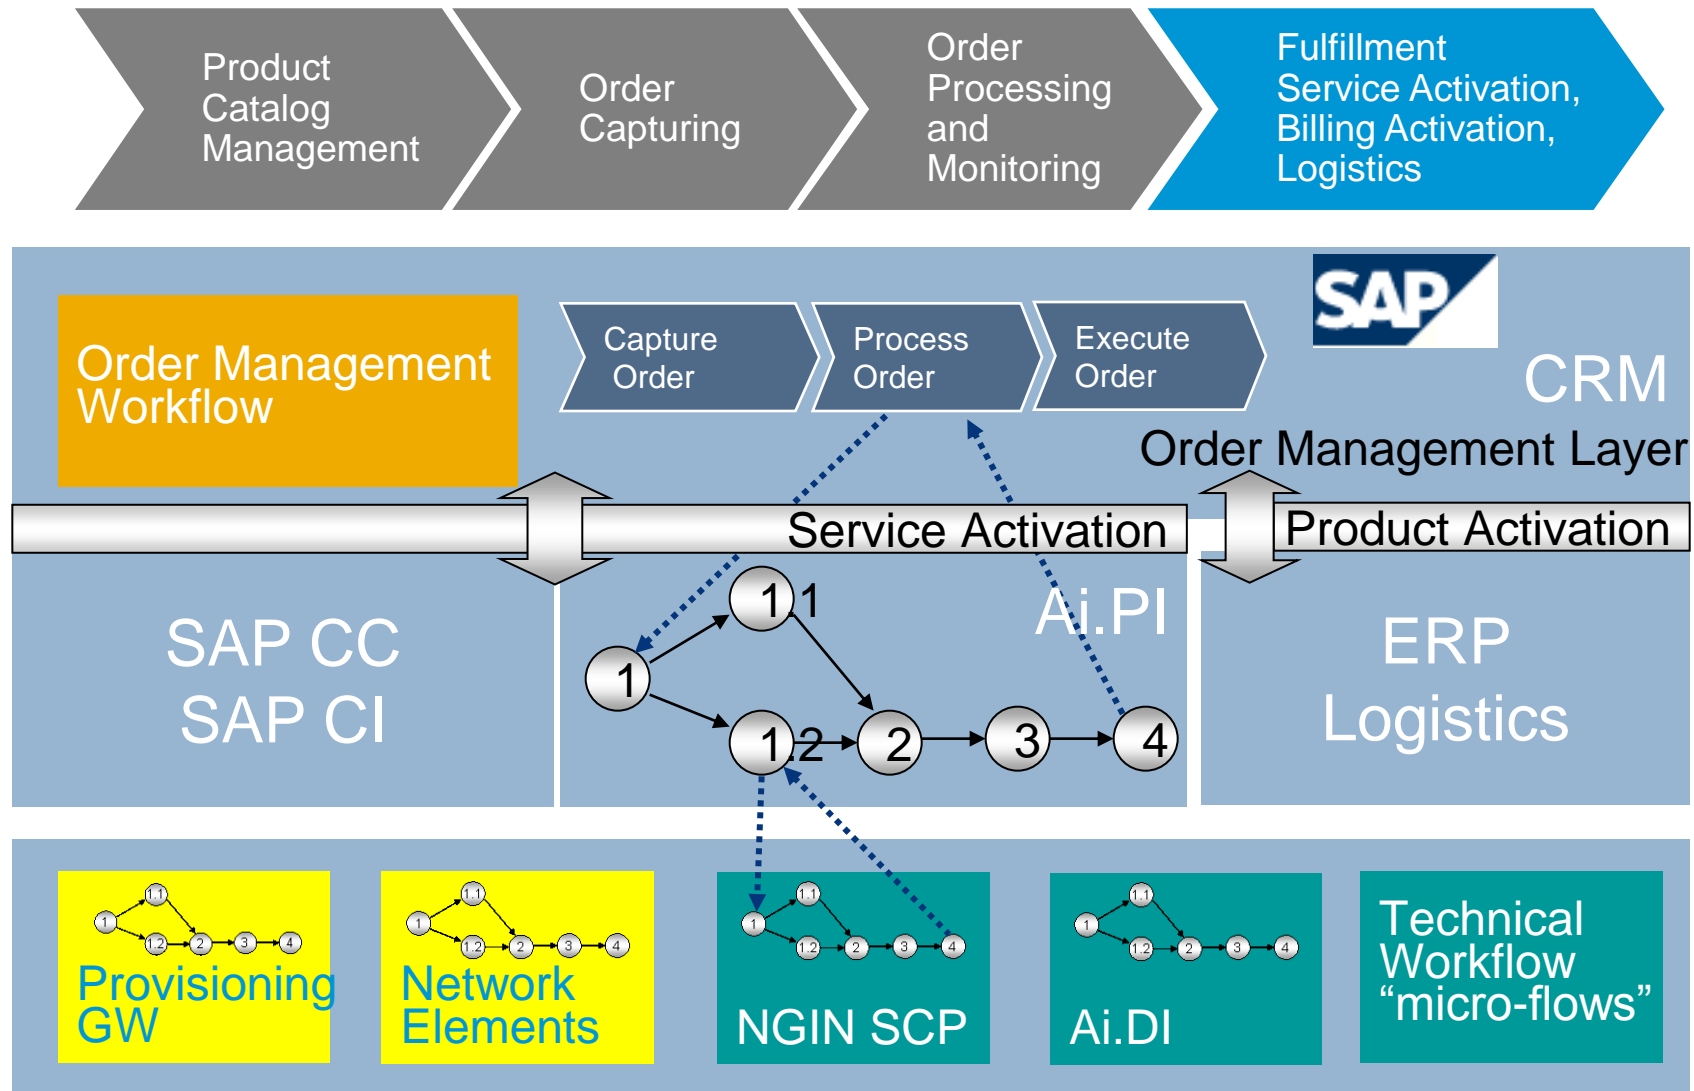 Product
Catalog
Management
Order
Capturing
Order
Processing
and
Monitoring
Fulfillment
Service Activation,
Billing Activation,
Logistics
Order Management
Workflow
Capture
Order
Process
Order
Execute
Order
SAP
CRM
Order Management Layer
Service Activation
Product Activation
SAP CC
SAP CI
Ai.PI
1
1.1
1.2
2
3
4
ERP
Logistics
1
1.1
1.2
2
3
4
Provisioning
GW
1
1.1
1.2
2
3
4
Network
Elements
1
1.1
1.2
2
3
4
NGIN SCP
1
1.1
1.2
2
3
4
Ai.DI
Technical
Workflow
“micro-flows”